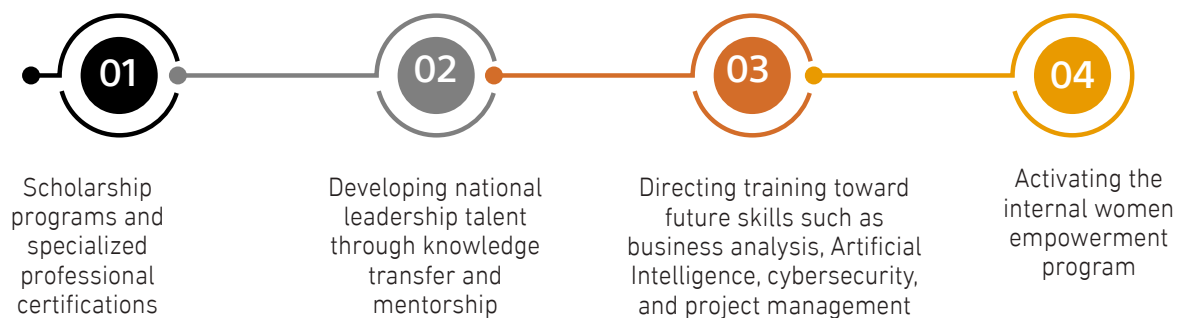 01
Scholarship
programs and
specialized
professional
certifications
02
Developing national
leadership talent
through knowledge
transfer and
mentorship
03
Directing training toward
future skills such as
business analysis, Artificial
Intelligence, cybersecurity,
and project management
04
Activating the
internal women
empowerment
program